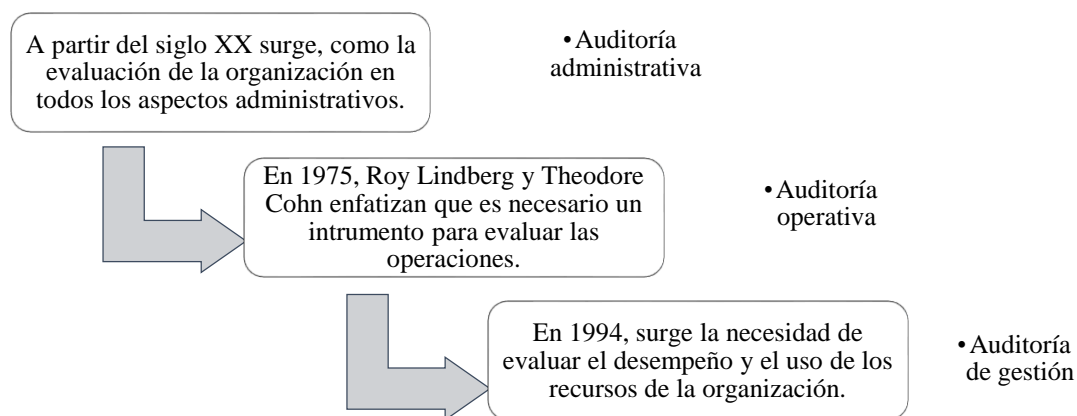 A partir del siglo XX surge, como la
evaluación de la organización en
todos los aspectos administrativos.
•Auditoría
administrativa
En 1975, Roy Lindberg y Theodore
Cohn enfatizan que es necesario un
intrumento para evaluar las
operaciones.
•Auditoría
operativa
En 1994, surge la necesidad de
evaluar el desempeño y el uso de los
recursos de la organización.
•Auditoría
de gestión